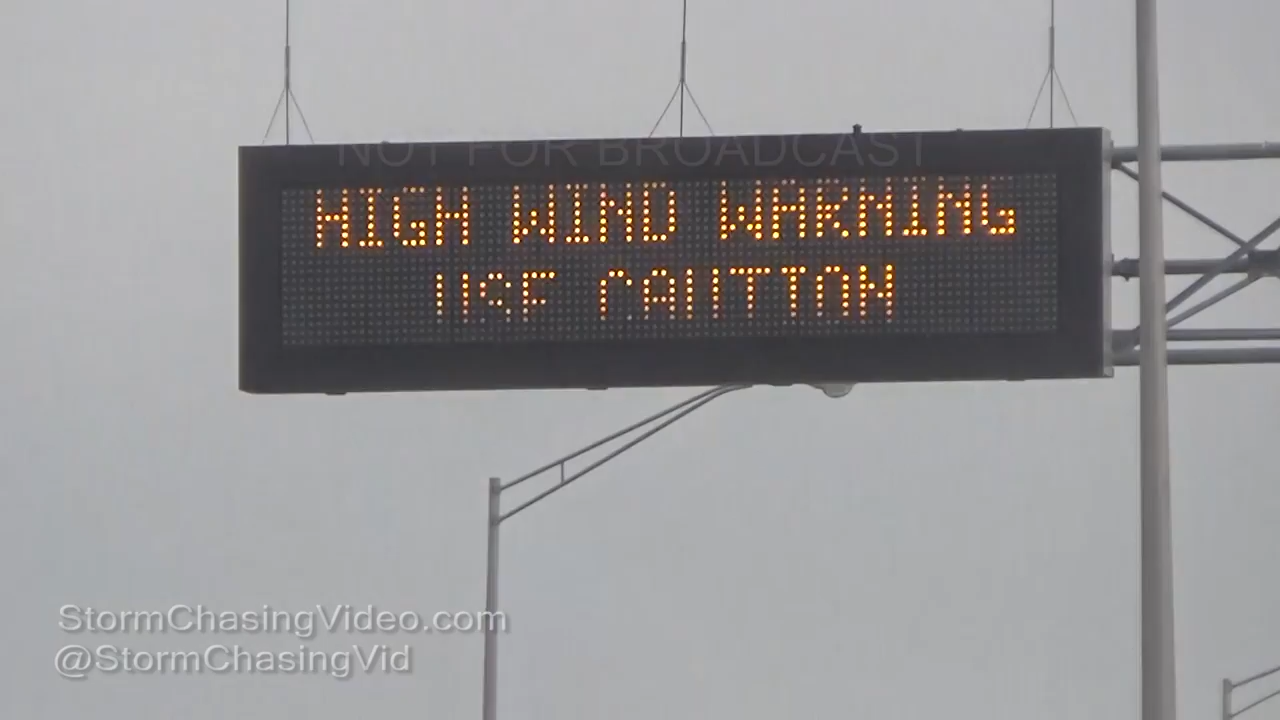 NOT FOR BROADCAST
HIGH WIND WARNING
USE CAUTION
StormChasingVideo.com
@StormChasingVid